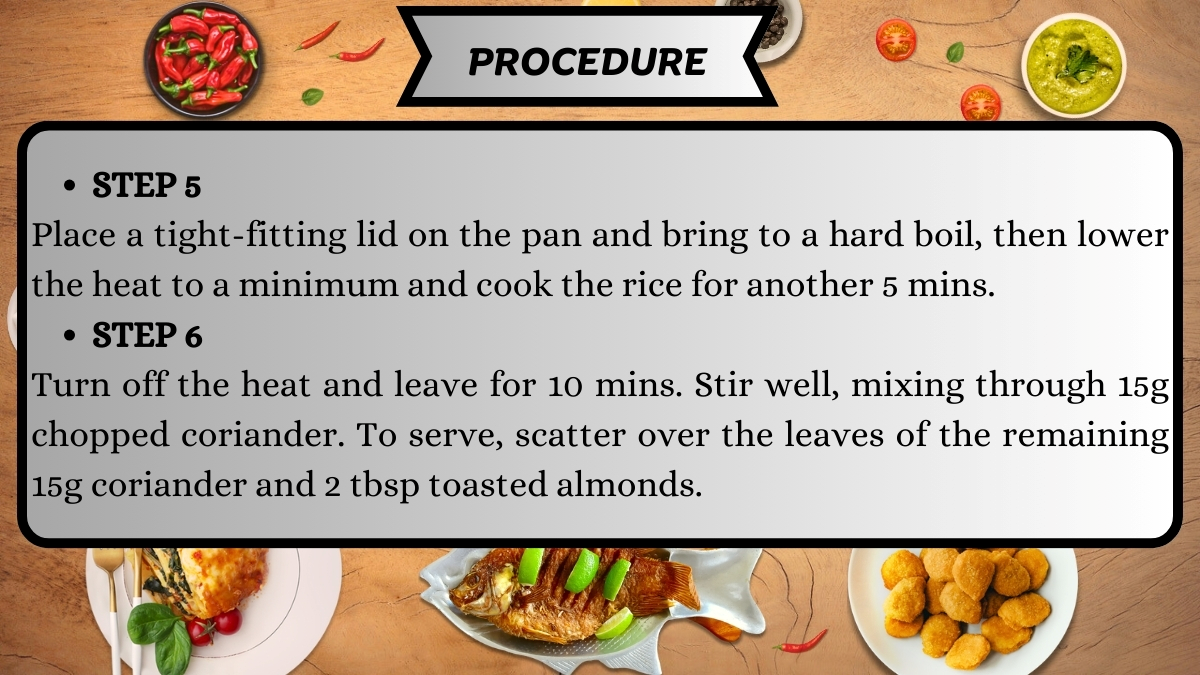 PROCEDURE
• STEP 5
Place a tight-fitting lid on the pan and bring to a hard boil, then lower
the heat to a minimum and cook the rice for another 5 mins.
• STEP 6
Turn off the heat and leave for 10 mins. Stir well, mixing through 15g
chopped coriander. To serve, scatter over the leaves of the remaining
15g coriander and 2 tbsp toasted almonds.